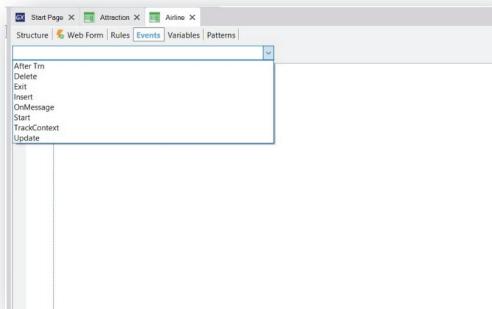 GX Start Page X Attraction X Airline X
Structure Web Form Rules Events Variables Patterns
After Trn
Delete
Exit
Insert
OnMessage
Start
TrackContext
Update